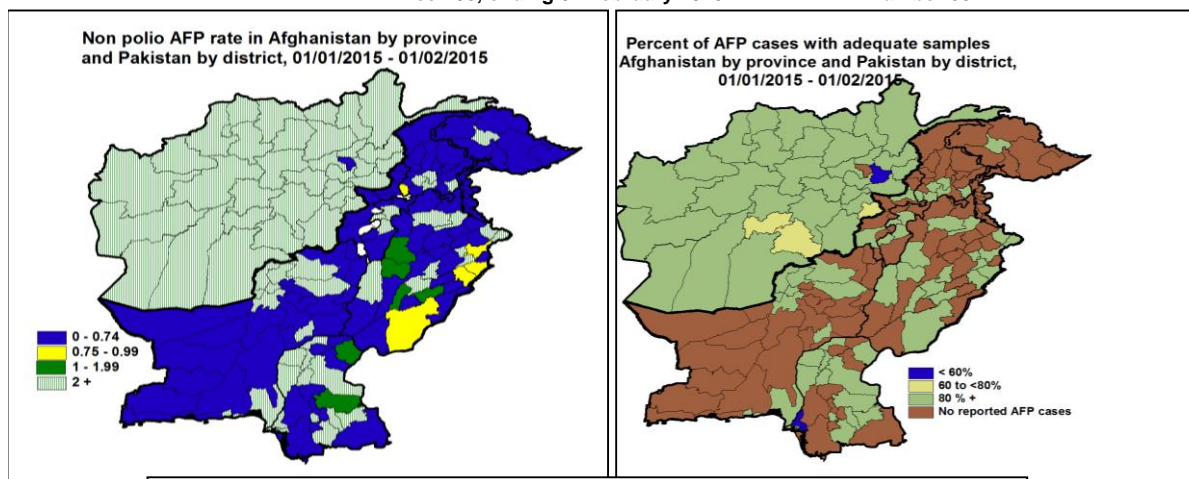 Non polio AFP rate in Afghanistan by province
and Pakistan by district, 01/01/2015 - 01/02/2015
0 - 0.74
0.75 - 0.99
1 - 1.99
2 +
Percent of AFP cases with adequate samples
Afghanistan by province and Pakistan by district,
01/01/2015 - 01/02/2015
< 60%
60 to <80%
80 % +
No reported AFP cases